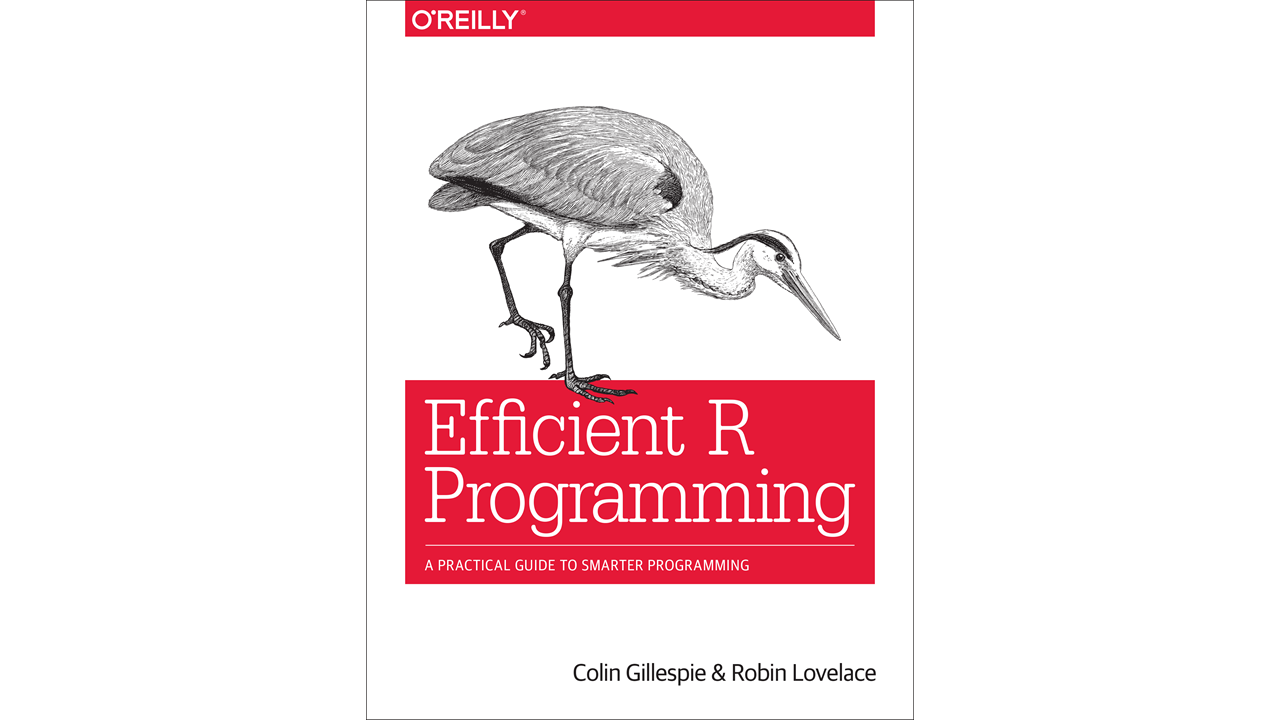 O'REILLY®
Efficient R
Programming
A PRACTICAL GUIDE TO SMARTER PROGRAMMING
Colin Gillespie & Robin Lovelace